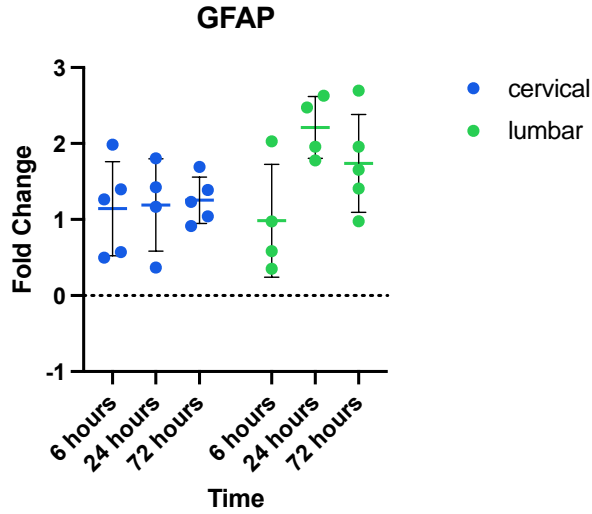 GFAP
cervical
lumbar
Fold Change
3
2
1
0
-1
6 hours
24 hours
72 hours
6 hours
24 hours
72 hours
Time